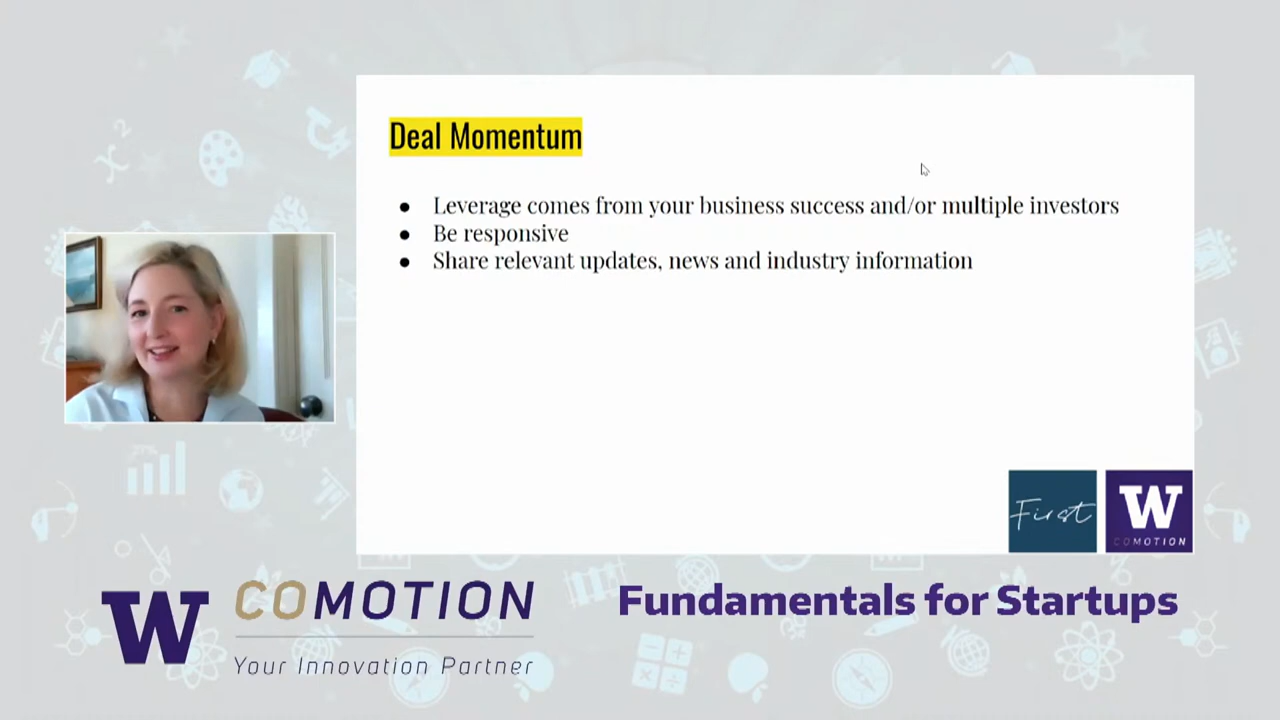 Deal Momentum
● Leverage comes from your business success and/or multiple investors
● Be responsive
● Share relevant updates, news and industry information
First
W
COMOTION
W
COMOTION
Your Innovation Partner
Fundamentals for Startups
x²